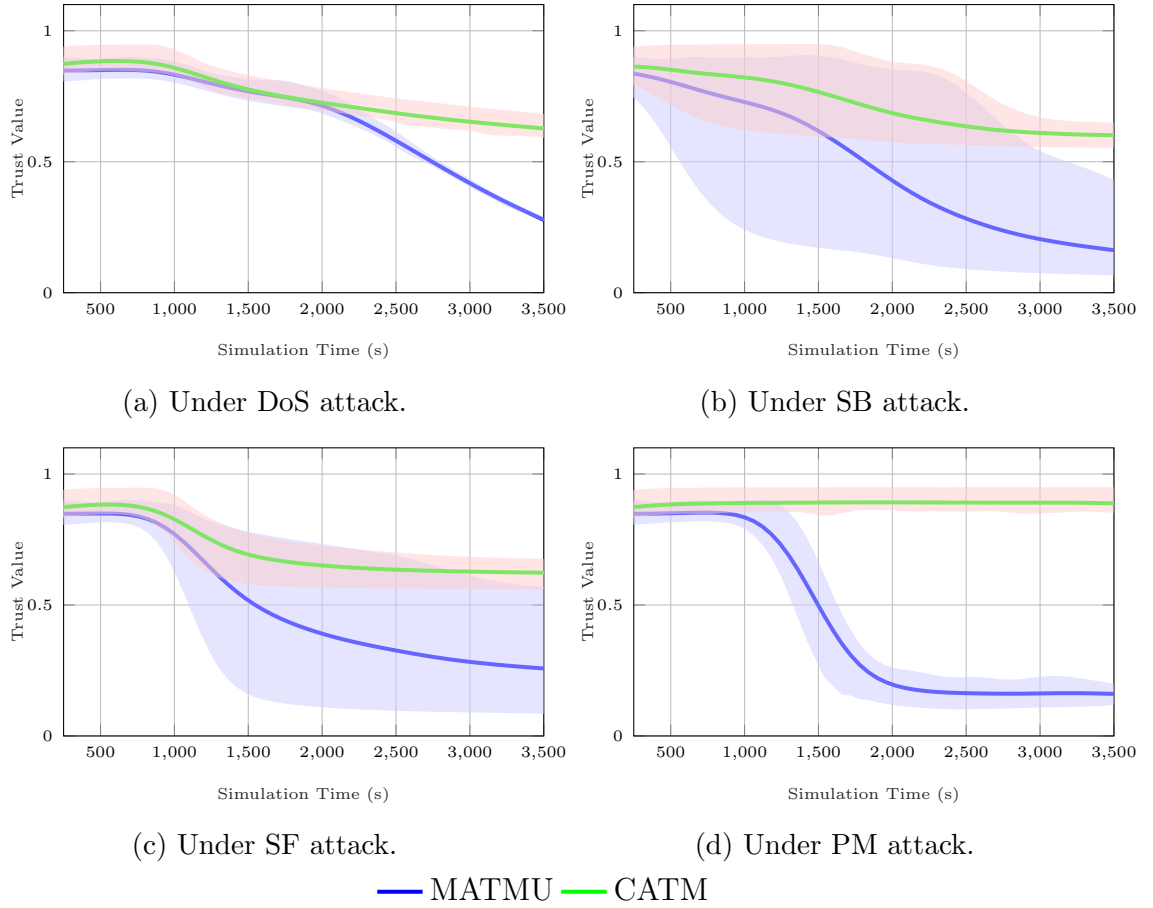 1
0.5
0
Trust Value
500 1,000 1,500 2,000 2,500 3,000 3,500
Simulation Time (s)
(a) Under DoS attack.
1
0.5
0
Trust Value
500 1,000 1,500 2,000 2,500 3,000 3,500
Simulation Time (s)
(b) Under SB attack.
1
0.5
0
Trust Value
500 1,000 1,500 2,000 2,500 3,000 3,500
Simulation Time (s)
(c) Under SF attack.
1
0.5
0
Trust Value
500 1,000 1,500 2,000 2,500 3,000 3,500
Simulation Time (s)
(d) Under PM attack.
MATMU CATM